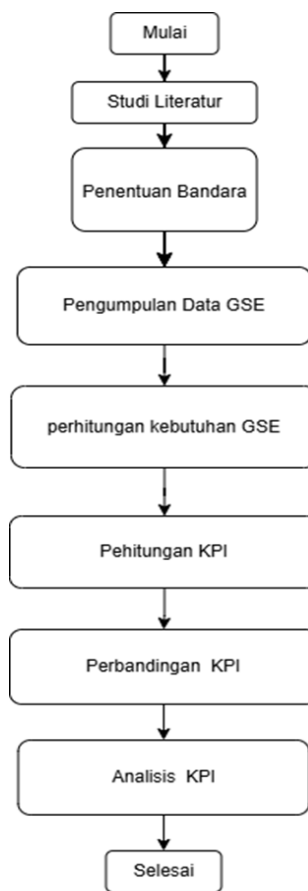 Mulai
Studi Literatur
Penentuan Bandara
Pengumpulan Data GSE
perhitungan kebutuhan GSE
Pehitungan KPI
Perbandingan KPI
Analisis KPI
Selesai